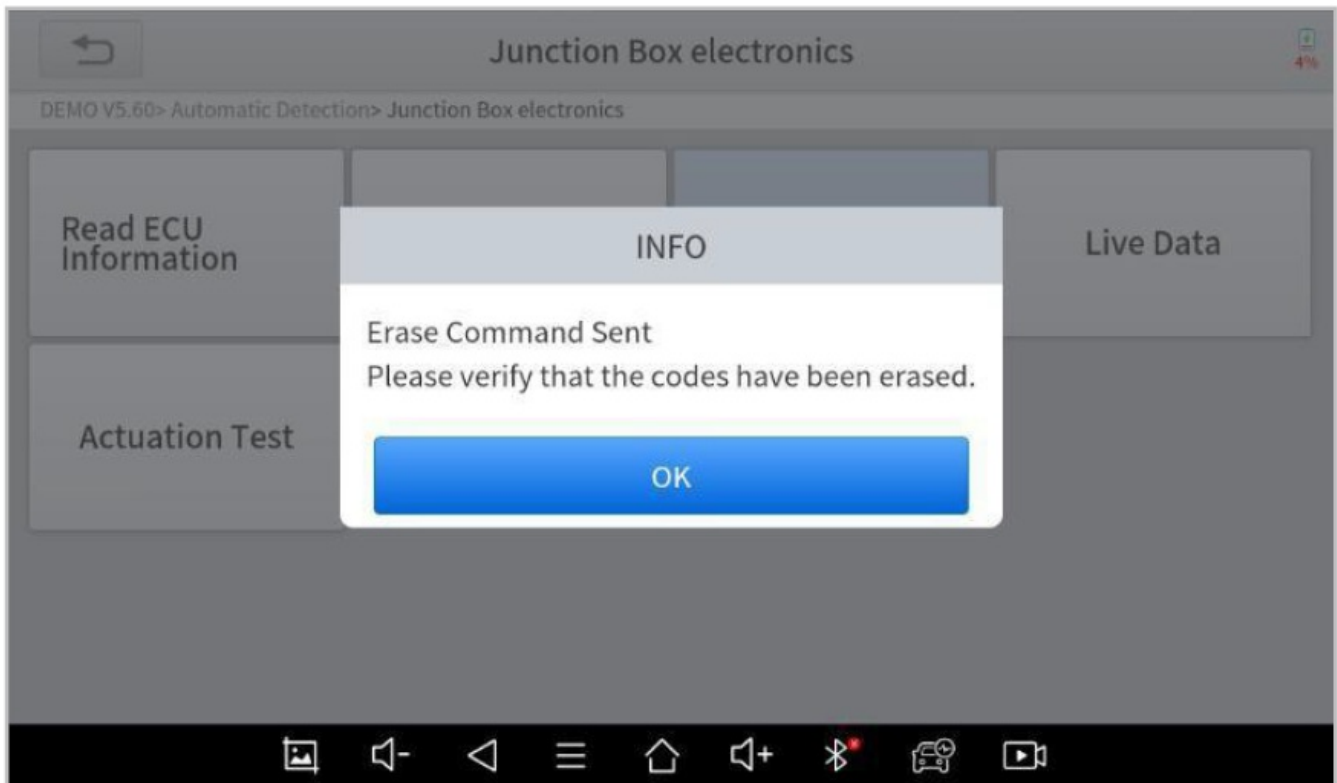 Junction Box electronics
4%
DEMO V5.60> Automatic Detection> Junction Box electronics
Read ECU
Information
Live Data
INFO
Erase Command Sent
Please verify that the codes have been erased.
OK
Actuation Test